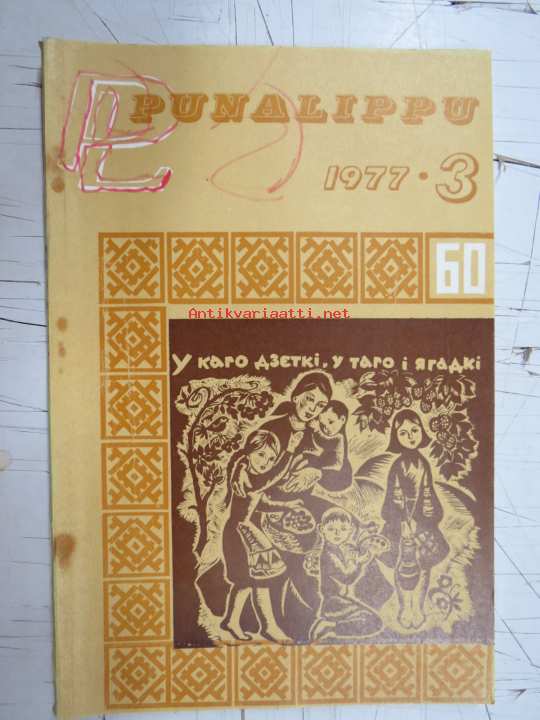 PUNALIPPU
1977 • 3
60
Antikvariaatti.net
У каго дзеткі, у таго і ягадкі